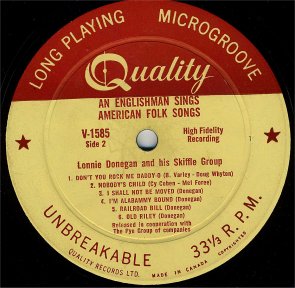 LONG PLAYING MICROGROOVE
Quality
AN ENGLISHMAN SINGS
AMERICAN FOLK SONGS
V-1585
Side 2
High Fidelity
Recording
Lonnie Donegan and his Skiffle Group
1. DON'T YOU ROCK ME DADDY-O (B. Varley - Doug Whyton)
2. NOBODY'S CHILD (Cy Cohen - Mel Foree)
3. I SHALL NOT BE MOVED (Donegan)
4. I'M ALABAMMY BOUND (Donegan)
5. RAILROAD BILL (Donegan)
6. OLD RILEY (Donegan)
Released in cooperation with
The Pye Group of companies
UNBREAKABLE 33⅓ R.P.M.
QUALITY RECORDS LTD. MADE IN CANADA COPYRIGHTED